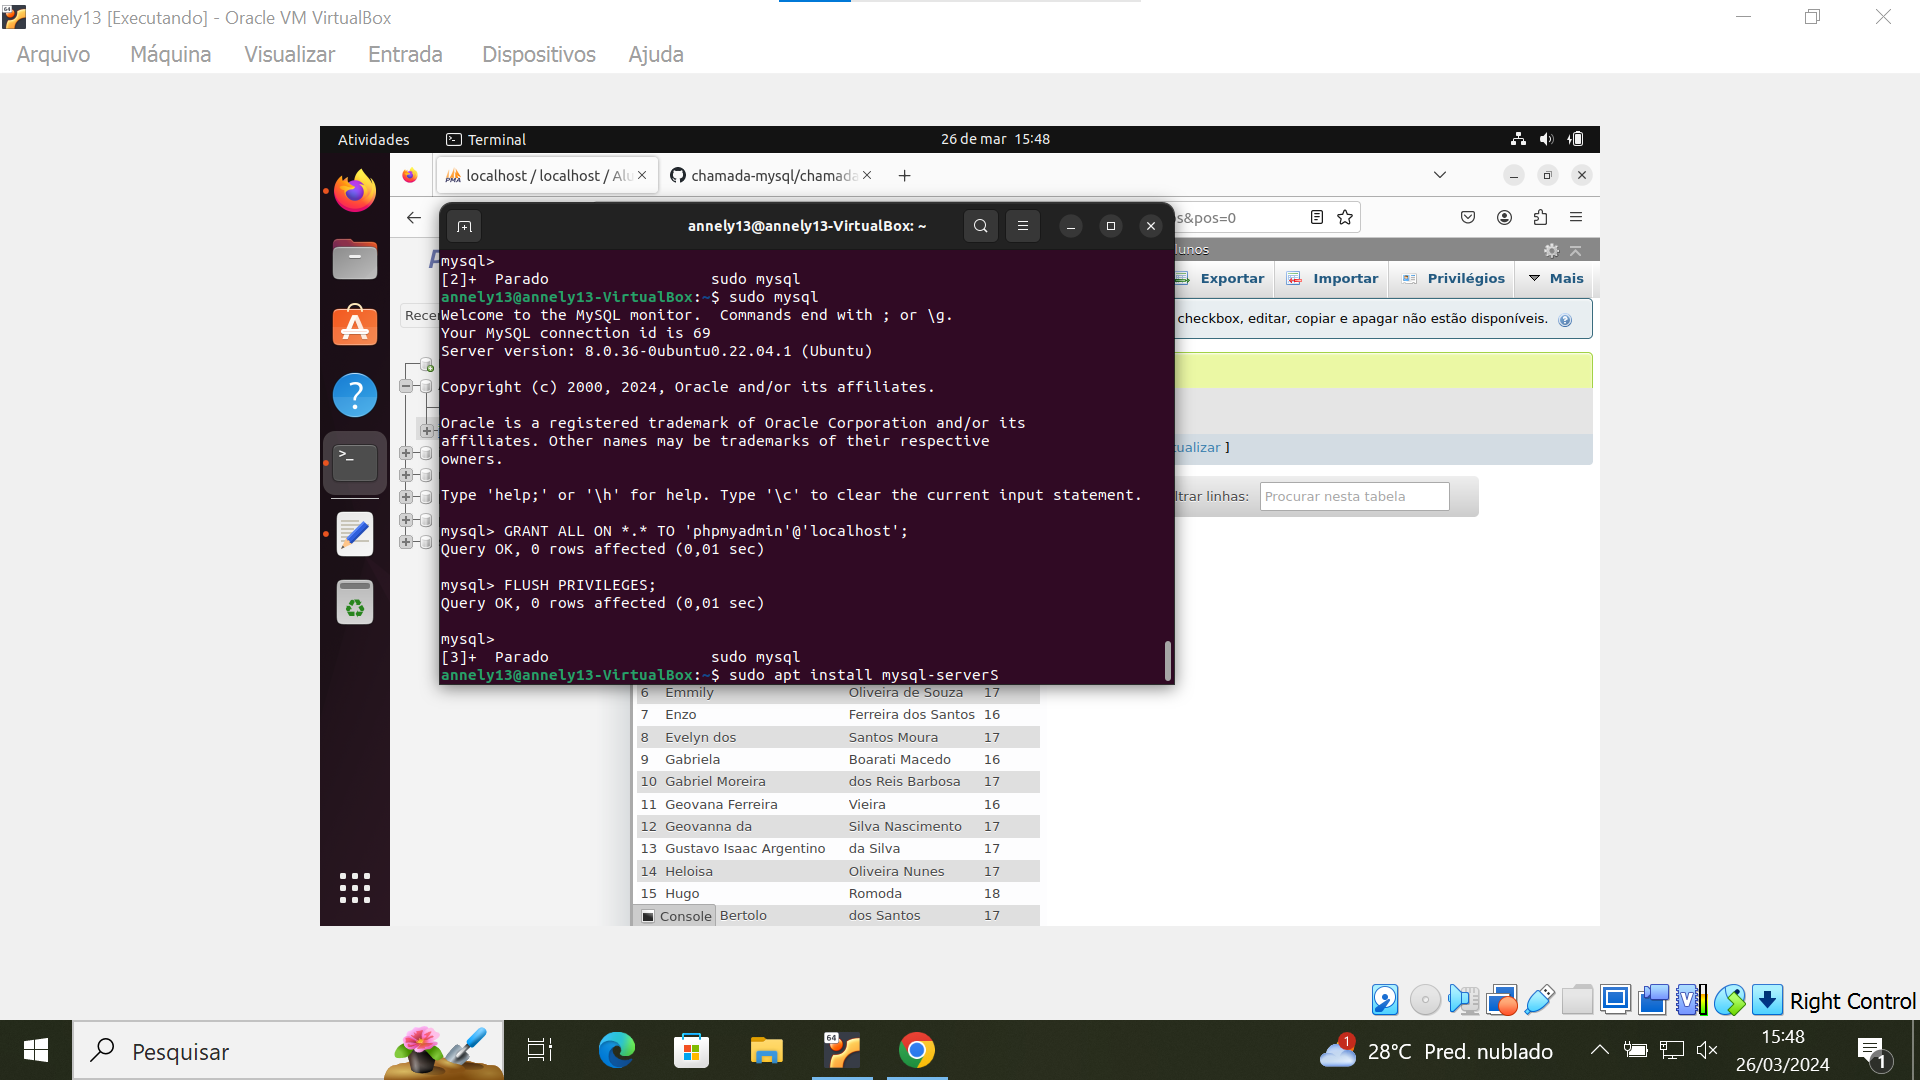 annely13 [Executando] - Oracle VM VirtualBox
Arquivo Máquina Visualizar Entrada Dispositivos Ajuda
Atividades Terminal 26 de mar 15:48
localhost / localhost / Alu chamada-mysql/chamada
s&pos=0
annely13@annely13-VirtualBox: ~
lunos
Exportar Importar Privilégios Mais
Recen
checkbox, editar, copiar e apagar não estão disponíveis.
tualizar ]
ltrar linhas: Procurar nesta tabela
mysql>
[2]+  Parado                  sudo mysql
annely13@annely13-VirtualBox:~$ sudo mysql
Welcome to the MySQL monitor.  Commands end with ; or \g.
Your MySQL connection id is 69
Server version: 8.0.36-0ubuntu0.22.04.1 (Ubuntu)
Copyright (c) 2000, 2024, Oracle and/or its affiliates.
Oracle is a registered trademark of Oracle Corporation and/or its
affiliates. Other names may be trademarks of their respective
owners.
Type 'help;' or '\h' for help. Type '\c' to clear the current input statement.
mysql> GRANT ALL ON *.* TO 'phpmyadmin'@'localhost';
Query OK, 0 rows affected (0,01 sec)
mysql> FLUSH PRIVILEGES;
Query OK, 0 rows affected (0,01 sec)
mysql>
[3]+  Parado                  sudo mysql
annely13@annely13-VirtualBox:~$ sudo apt install mysql-serverS
6 Emmily Oliveira de Souza 17
7 Enzo Ferreira dos Santos 16
8 Evelyn dos Santos Moura 17
9 Gabriela Boarati Macedo 16
10 Gabriel Moreira dos Reis Barbosa 17
11 Geovana Ferreira Vieira 16
12 Geovanna da Silva Nascimento 17
13 Gustavo Isaac Argentino da Silva 17
14 Heloisa Oliveira Nunes 17
15 Hugo Romoda 18
Console Bertolo dos Santos 17
Right Control
Pesquisar
64
1
28°C Pred. nublado
15:48
26/03/2024
1